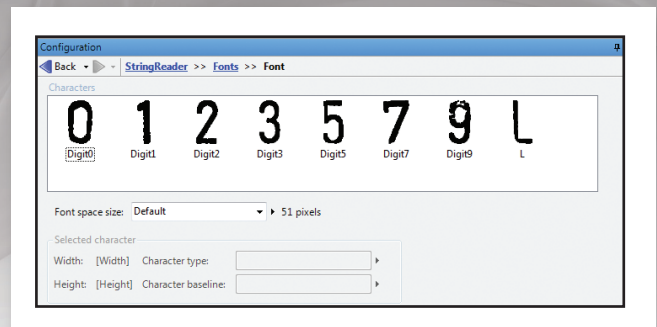 Configuration
Back StringReader >> Fonts >> Font
Characters
0 1 2 3 5 7 9 L
Digit0 Digit1 Digit2 Digit3 Digit5 Digit7 Digit9 L
Font space size: Default 51 pixels
Selected character
Width: [Width] Character type:
Height: [Height] Character baseline: